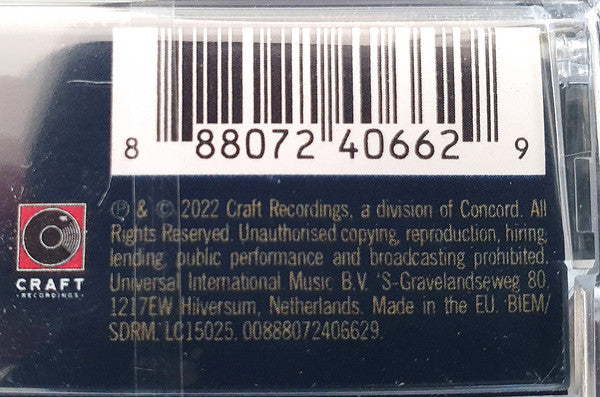 8 88072 40662 9
℗ & © 2022 Craft Recordings, a division of Concord. All
Rights Reserved. Unauthorised copying, reproduction, hiring,
lending, public performance and broadcasting prohibited.
Universal International Music B.V. 'S-Gravelandseweg 80,
1217EW Hilversum, Netherlands. Made in the EU. BIEM/
SDRM. LC15025. 00888072406629.
CRAFT
RECORDINGS